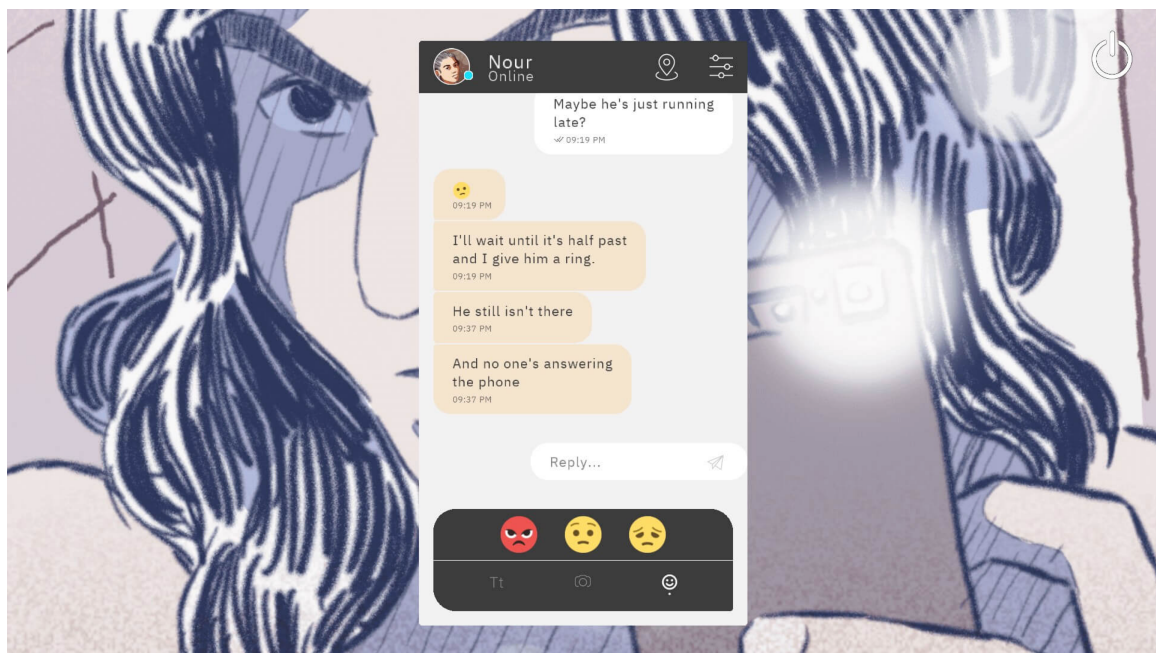 Nour
Online
Maybe he's just running
late?
09:19 PM
09:19 PM
I'll wait until it's half past
and I give him a ring.
09:19 PM
He still isn't there
09:37 PM
And no one's answering
the phone
09:37 PM
Reply...
Tt